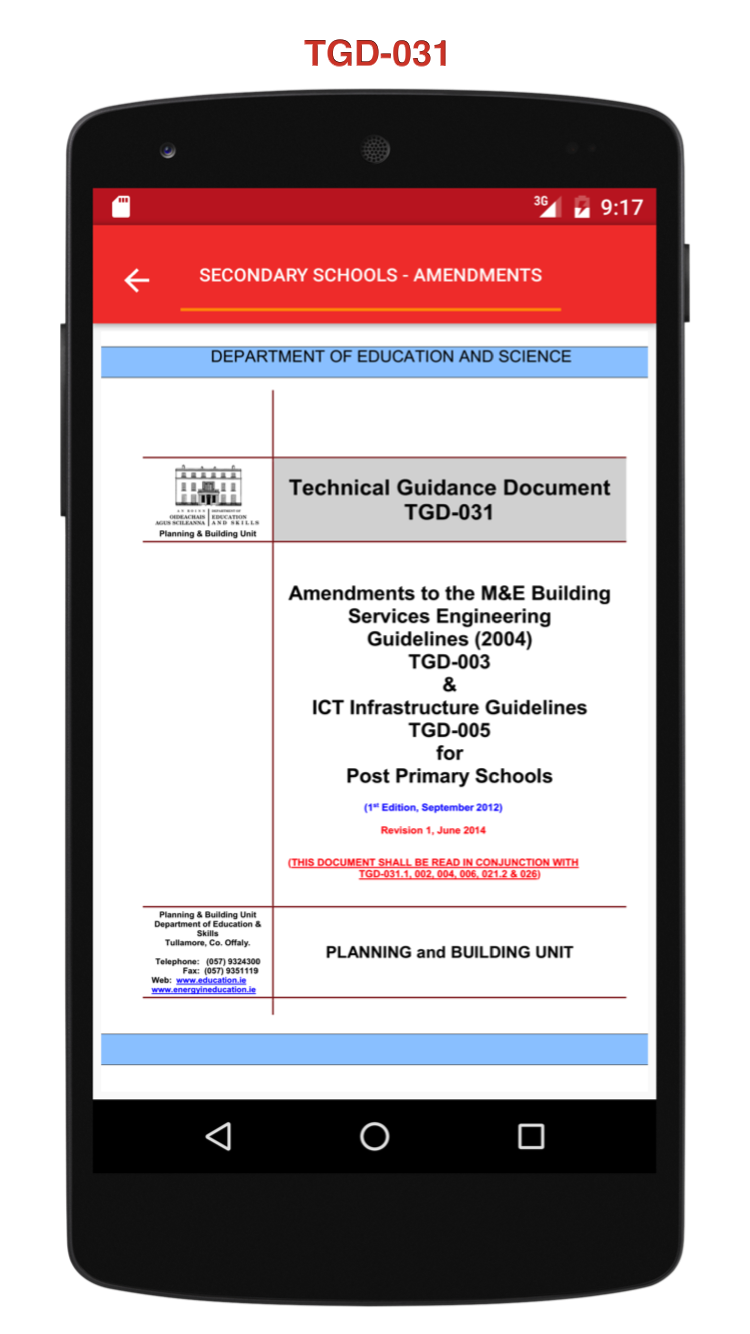 TGD-031
3G 9:17
SECONDARY SCHOOLS - AMENDMENTS
DEPARTMENT OF EDUCATION AND SCIENCE
AN ROINN | DEPARTMENT OF
OIDEACHAIS | EDUCATION
AGUS SCILEANNA | AND SKILLS
Planning & Building Unit
Technical Guidance Document
TGD-031
Amendments to the M&E Building
Services Engineering
Guidelines (2004)
TGD-003
&
ICT Infrastructure Guidelines
TGD-005
for
Post Primary Schools
(1st Edition, September 2012)
Revision 1, June 2014
(THIS DOCUMENT SHALL BE READ IN CONJUNCTION WITH
TGD-031.1, 002, 004, 006, 021.2 & 026)
Planning & Building Unit
Department of Education &
Skills
Tullamore, Co. Offaly.
Telephone: (057) 9324300
Fax: (057) 9351119
Web: www.education.ie
www.energyineducation.ie
PLANNING and BUILDING UNIT